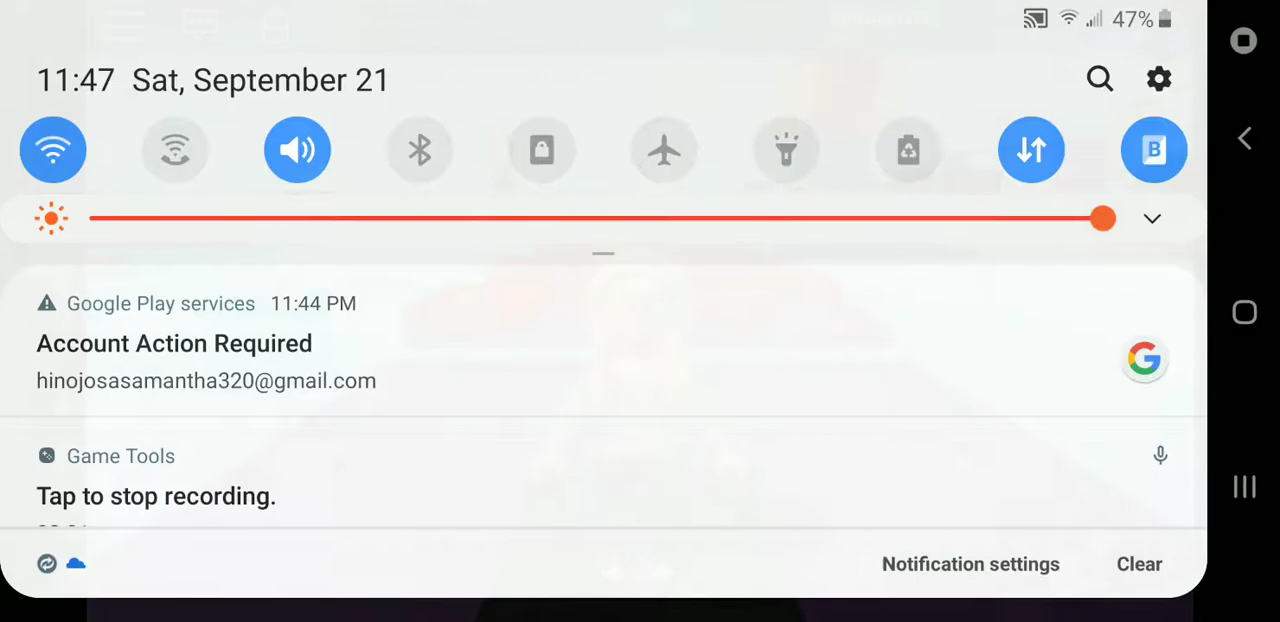 47%
11:47 Sat, September 21
B
Google Play services 11:44 PM
Account Action Required
hinojosasamantha320@gmail.com
Game Tools
Tap to stop recording.
Notification settings Clear